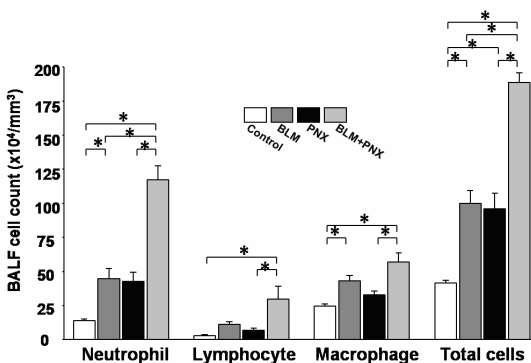 BALF cell count (x10⁴/mm³)
200
175
150
125
100
75
50
25
0
Control
BLM
PNX
BLM+PNX
* * * *
* * * *
* *
* * *
* * * * *
Neutrophil Lymphocyte Macrophage Total cells